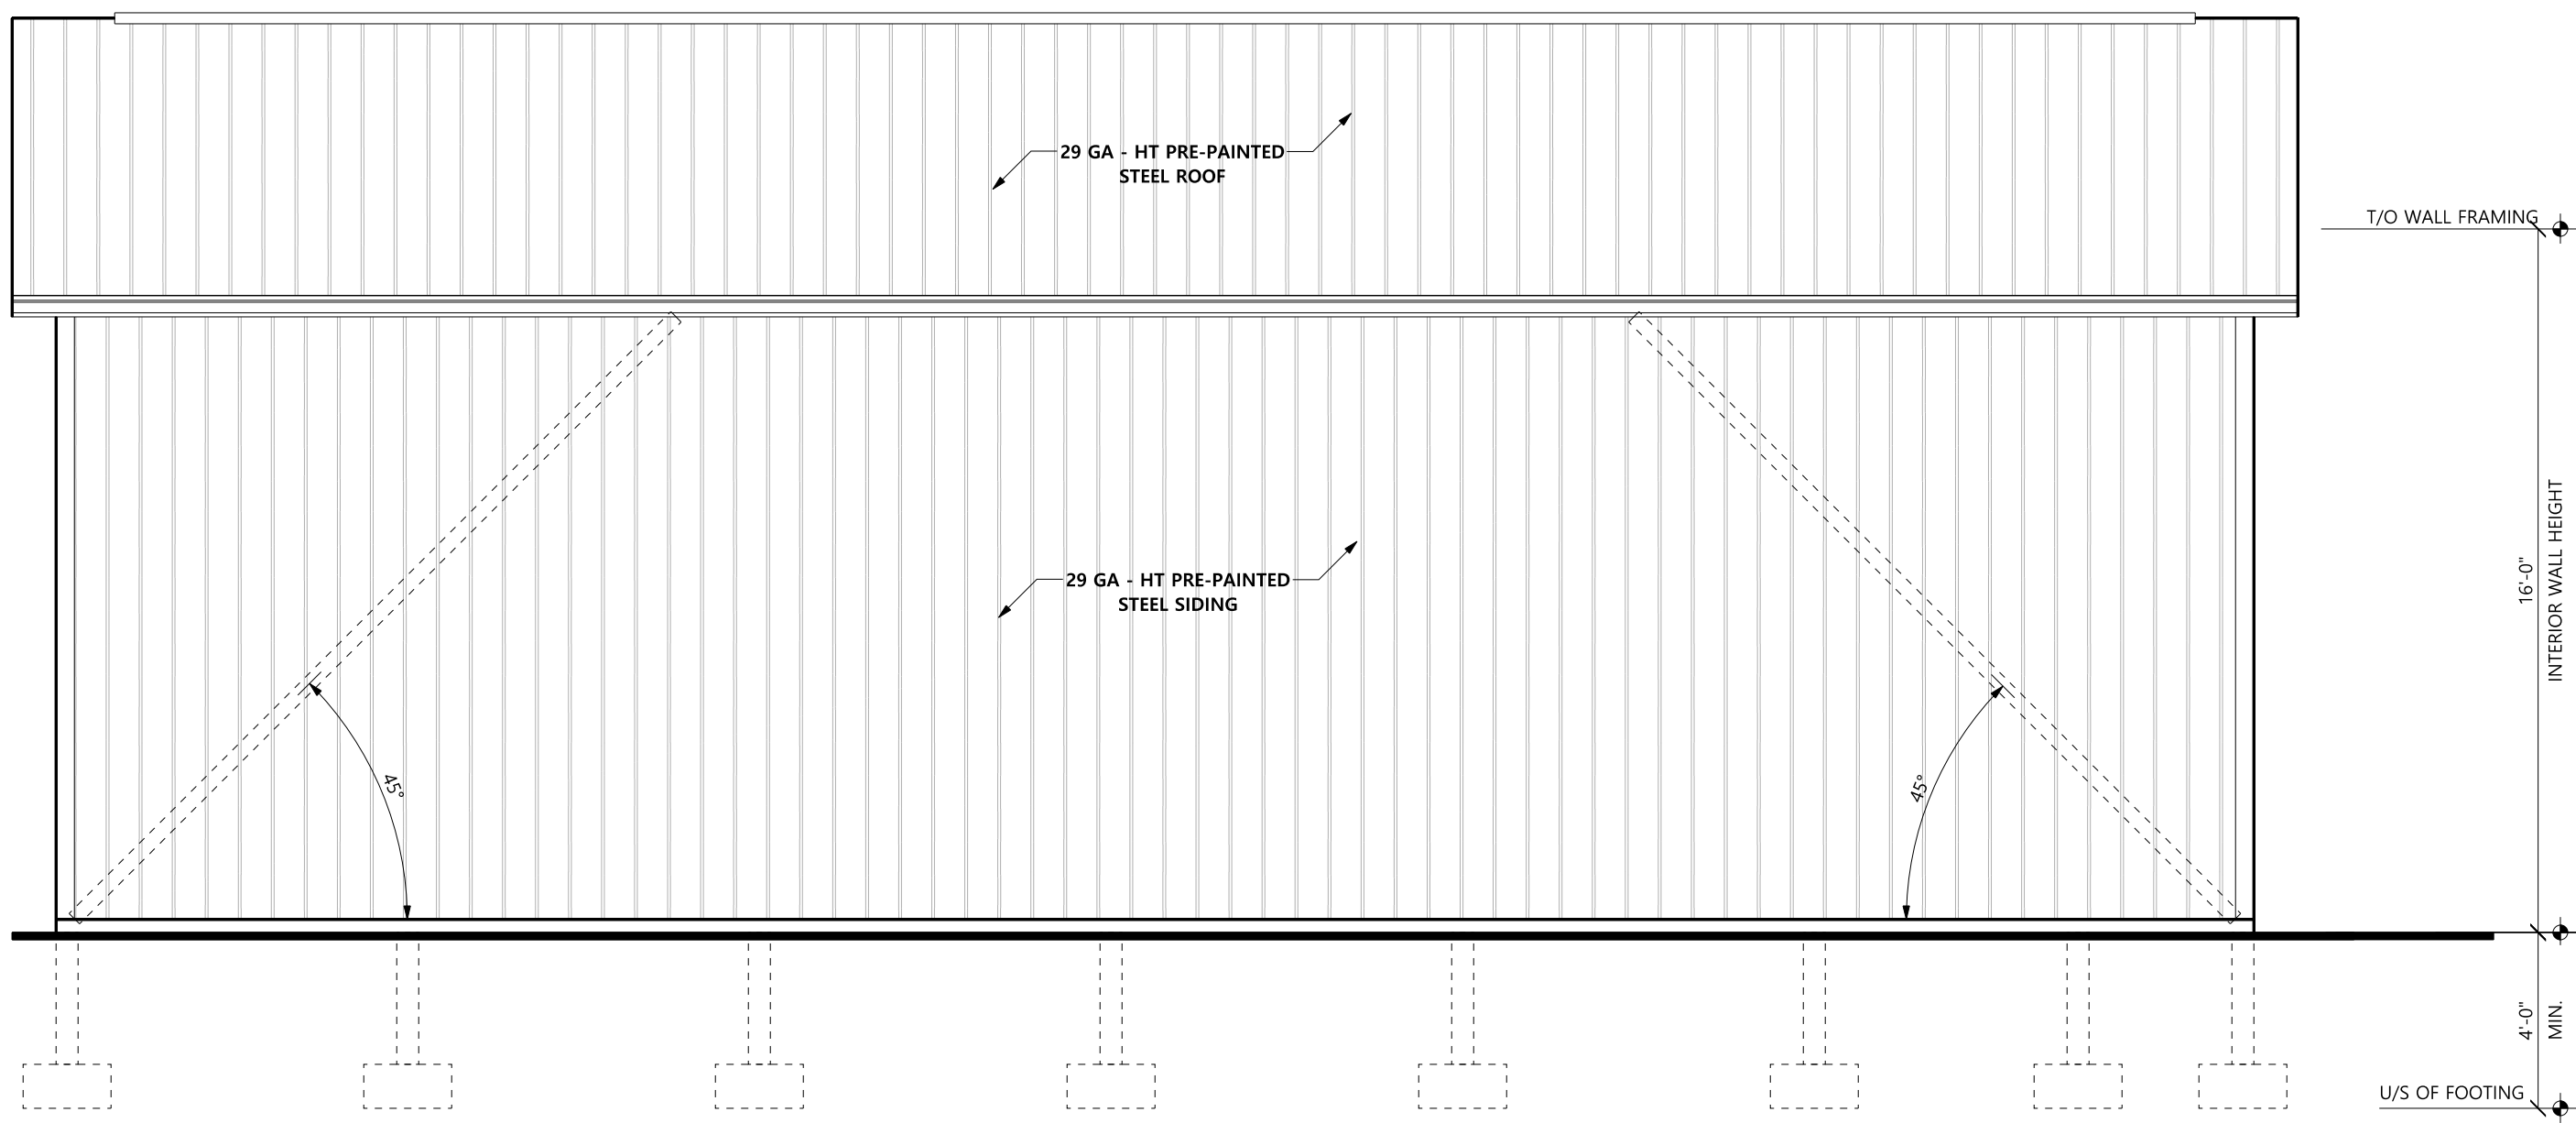 29 GA - HT PRE-PAINTED
STEEL ROOF
T/O WALL FRAMING
29 GA - HT PRE-PAINTED
STEEL SIDING
16'-0"
INTERIOR WALL HEIGHT
45°
45°
4'-0"
MIN.
U/S OF FOOTING